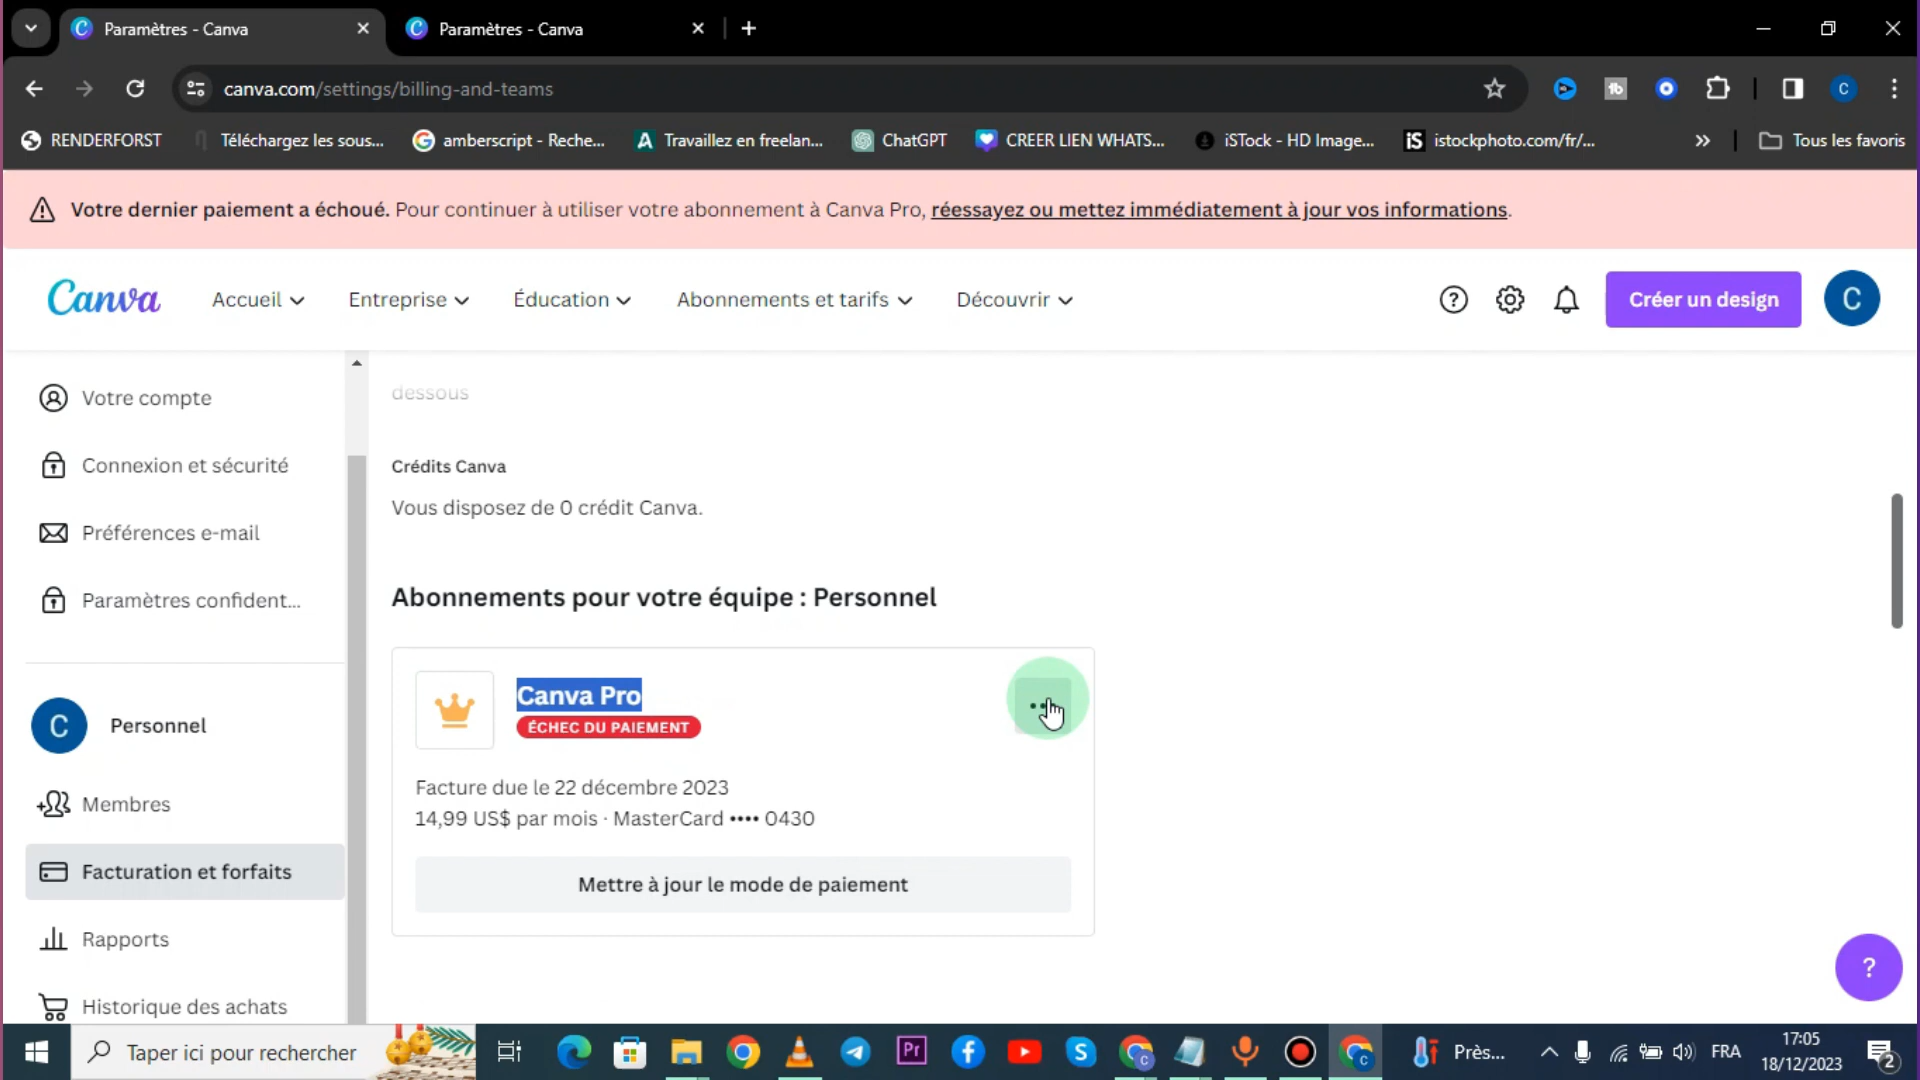 Paramètres - Canva
Paramètres - Canva
canva.com/settings/billing-and-teams
RENDERFORST
Téléchargez les sous...
amberscript - Reche...
Travaillez en freelan...
ChatGPT
CREER LIEN WHATS...
iSTock - HD Image...
iS
istockphoto.com/fr/...
Tous les favoris
Votre dernier paiement a échoué. Pour continuer à utiliser votre abonnement à Canva Pro, réessayez ou mettez immédiatement à jour vos informations.
Canva
Accueil
Entreprise
Éducation
Abonnements et tarifs
Découvrir
Créer un design
C
Votre compte
Connexion et sécurité
Préférences e-mail
Paramètres confident...
C
Personnel
Membres
Facturation et forfaits
Rapports
Historique des achats
dessous
Crédits Canva
Vous disposez de 0 crédit Canva.
Abonnements pour votre équipe : Personnel
Canva Pro
ÉCHEC DU PAIEMENT
Facture due le 22 décembre 2023
14,99 US$ par mois · MasterCard •••• 0430
Mettre à jour le mode de paiement
?
Taper ici pour rechercher
Pr
Près...
FRA
17:05
18/12/2023
2